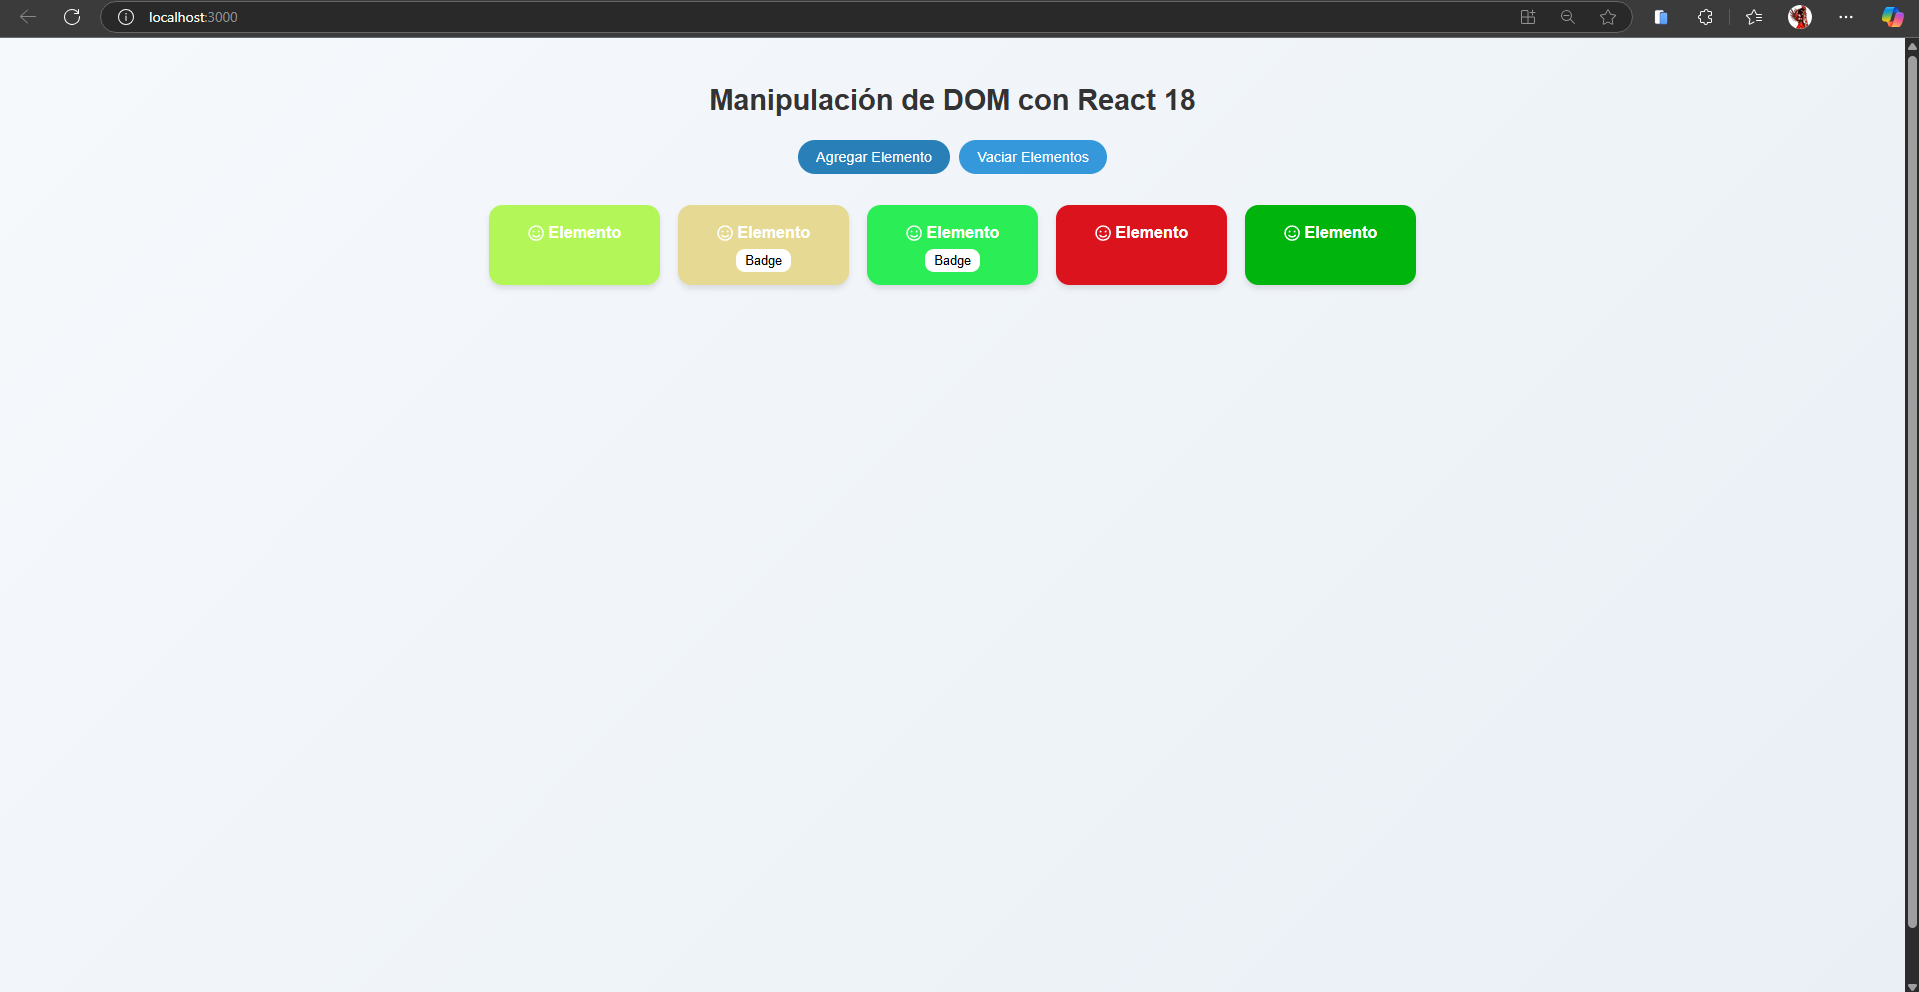 localhost:3000
Manipulación de DOM con React 18
Agregar Elemento Vaciar Elementos
Elemento Elemento Elemento Elemento Elemento
Badge Badge